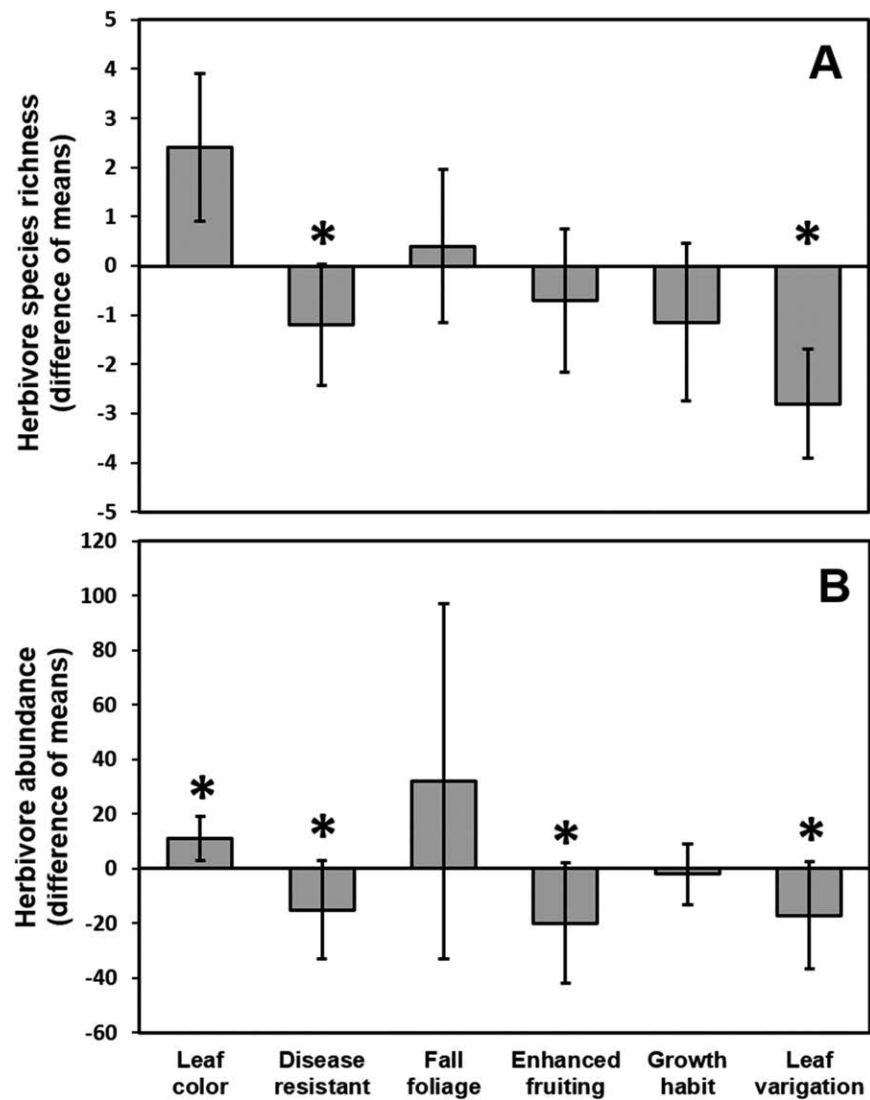 Herbivore species richness
(difference of means)
5
4
3
2
1
0
-1
-2
-3
-4
-5
A
*
*
Herbivore abundance
(difference of means)
120
100
80
60
40
20
0
-20
-40
-60
B
*
*
*
*
Leaf
color
Disease
resistant
Fall
foliage
Enhanced
fruiting
Growth
habit
Leaf
varigation